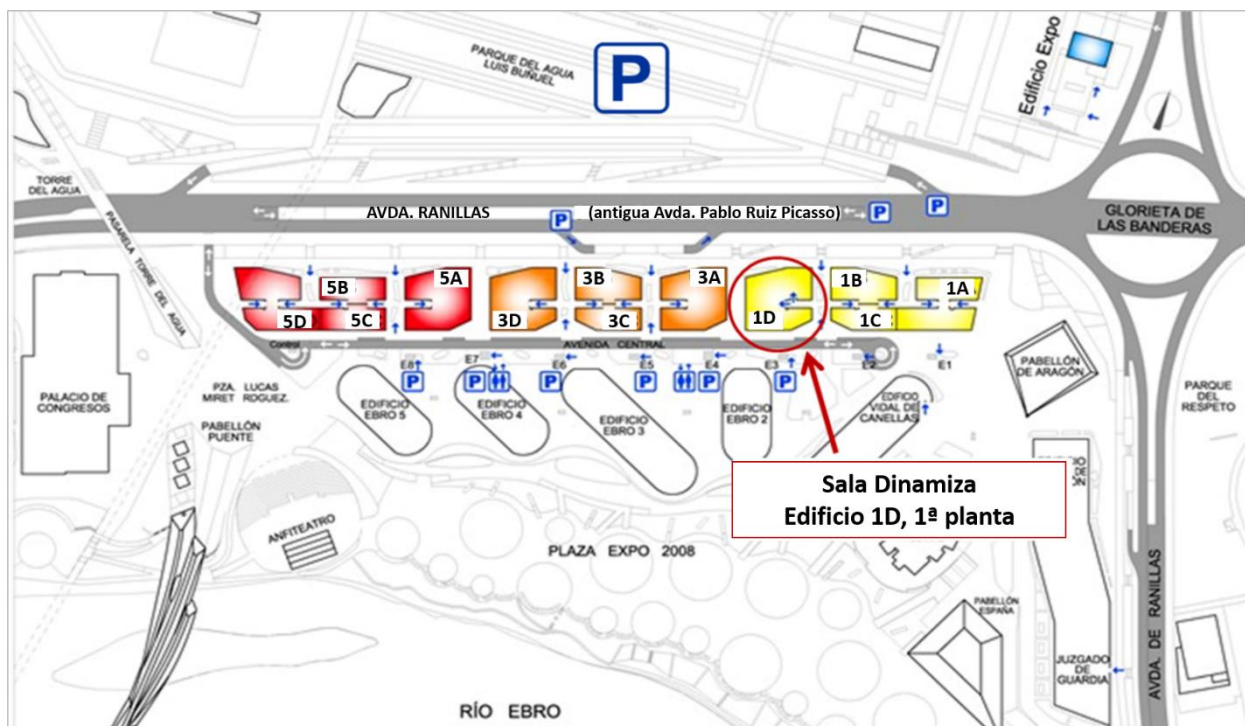 PARQUE DEL AGUA
LUIS BUÑUEL
P
Edificio Expo
TORRE
DEL AGUA
PASARELA TORRE DEL AGUA
AVDA. RANILLAS
P
(antigua Avda. Pablo Ruiz Picasso)
P
P
GLORIETA DE
LAS BANDERAS
5B
5A
3B
3A
1B
1A
5D
5C
3D
3C
1D
1C
Control
AVENIDA CENTRAL
E8
E7
E6
E5
E4
E3
E2
E1
P
P
P
P
P
P
PALACIO DE
CONGRESOS
PZA. LUCAS
MIRET RDGUEZ.
PABELLÓN
PUENTE
EDIFICIO
EBRO 5
EDIFICIO
EBRO 4
EDIFICIO
EBRO 3
EDIFICIO
EBRO 2
EDIFICIO
VIDAL DE
CANELLAS
PABELLÓN
DE ARAGÓN
PARQUE
DEL
RESPETO
Sala Dinamiza
Edificio 1D, 1ª planta
ANFITEATRO
PLAZA EXPO 2008
PABELLÓN
ESPAÑA
JUZGADO
DE
GUARDIA
AVDA. DE RANILLAS
RÍO EBRO